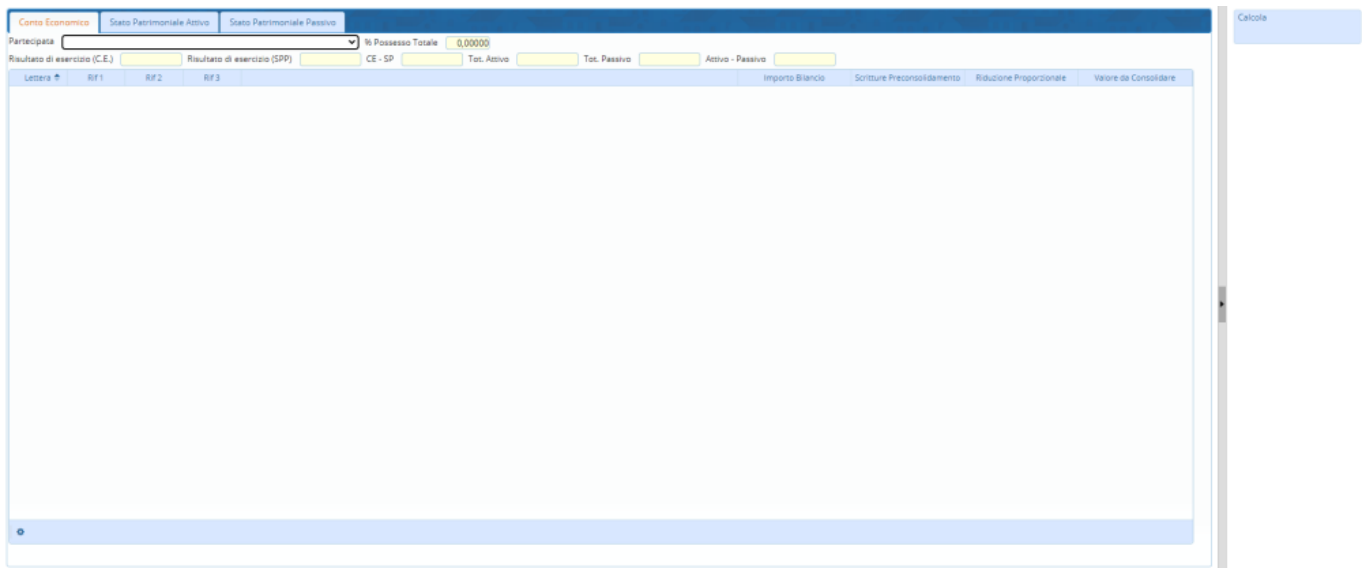 Conto Economico Stato Patrimoniale Attivo Stato Patrimoniale Passivo Calcola
Partecipata % Possesso Totale 0,00000
Risultato di esercizio (C.E.) Risultato di esercizio (SPP) CE - SP Tot. Attivo Tot. Passivo Attivo - Passivo
Lettera Rif 1 Rif 2 Rif 3 Importo Bilancio Scritture Preconsolidamento Riduzione Proporzionale Valore da Consolidare